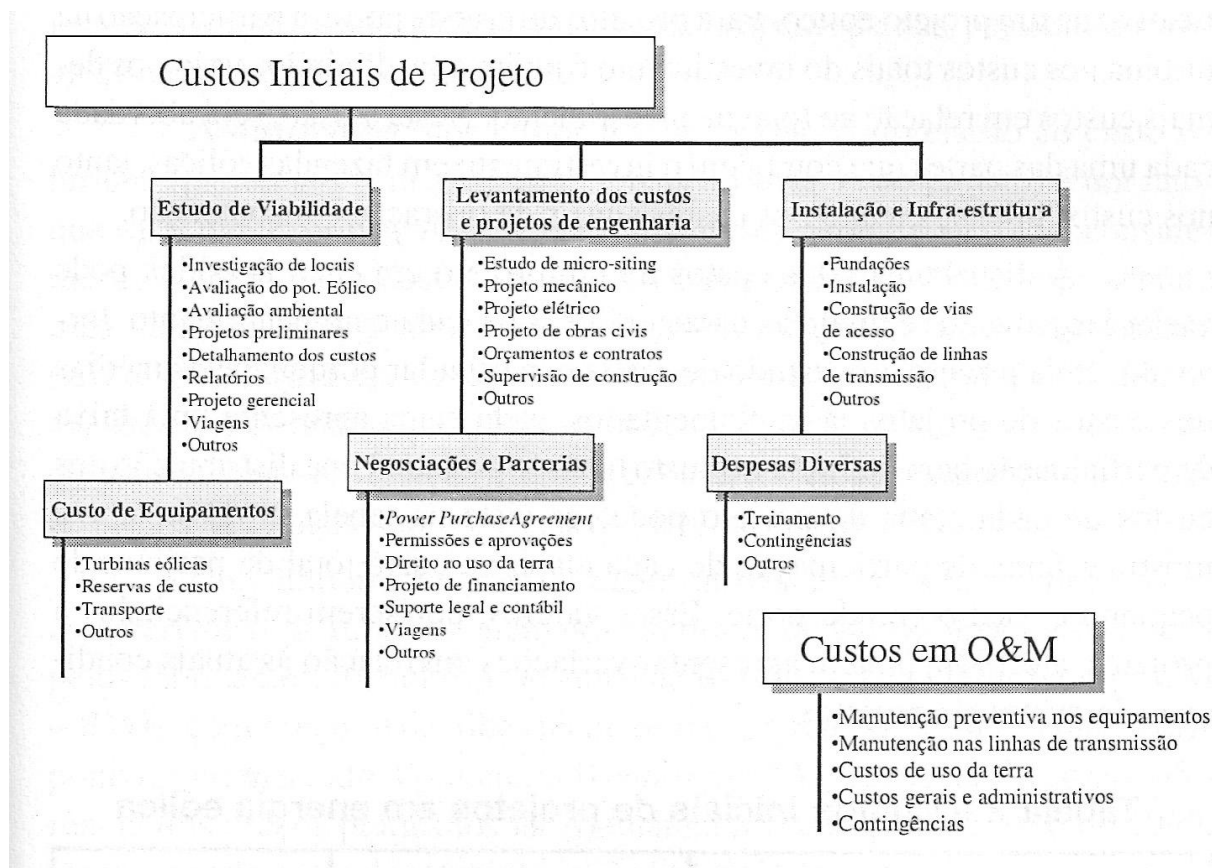 Custos Iniciais de Projeto
Estudo de Viabilidade
•Investigação de locais
•Avaliação do pot. Eólico
•Avaliação ambiental
•Projetos preliminares
•Detalhamento dos custos
•Relatórios
•Projeto gerencial
•Viagens
•Outros
Levantamento dos custos
e projetos de engenharia
•Estudo de micro-siting
•Projeto mecânico
•Projeto elétrico
•Projeto de obras civis
•Orçamentos e contratos
•Supervisão de construção
•Outros
Instalação e Infra-estrutura
•Fundações
•Instalação
•Construção de vias
de acesso
•Construção de linhas
de transmissão
•Outros
Custo de Equipamentos
•Turbinas eólicas
•Reservas de custo
•Transporte
•Outros
Negosciações e Parcerias
•Power PurchaseAgreement
•Permissões e aprovações
•Direito ao uso da terra
•Projeto de financiamento
•Suporte legal e contábil
•Viagens
•Outros
Despesas Diversas
•Treinamento
•Contingências
•Outros
Custos em O&M
•Manutenção preventiva nos equipamentos
•Manutenção nas linhas de transmissão
•Custos de uso da terra
•Custos gerais e administrativos
•Contingências